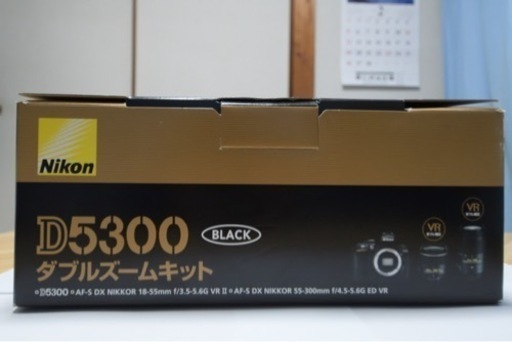 Nikon
D5300 BLACK
ダブルズームキット
VR
VR
■D5300 ■AF-S DX NIKKOR 18-55mm f/3.5-5.6G VR II ■AF-S DX NIKKOR 55-300mm f/4.5-5.6G ED VR